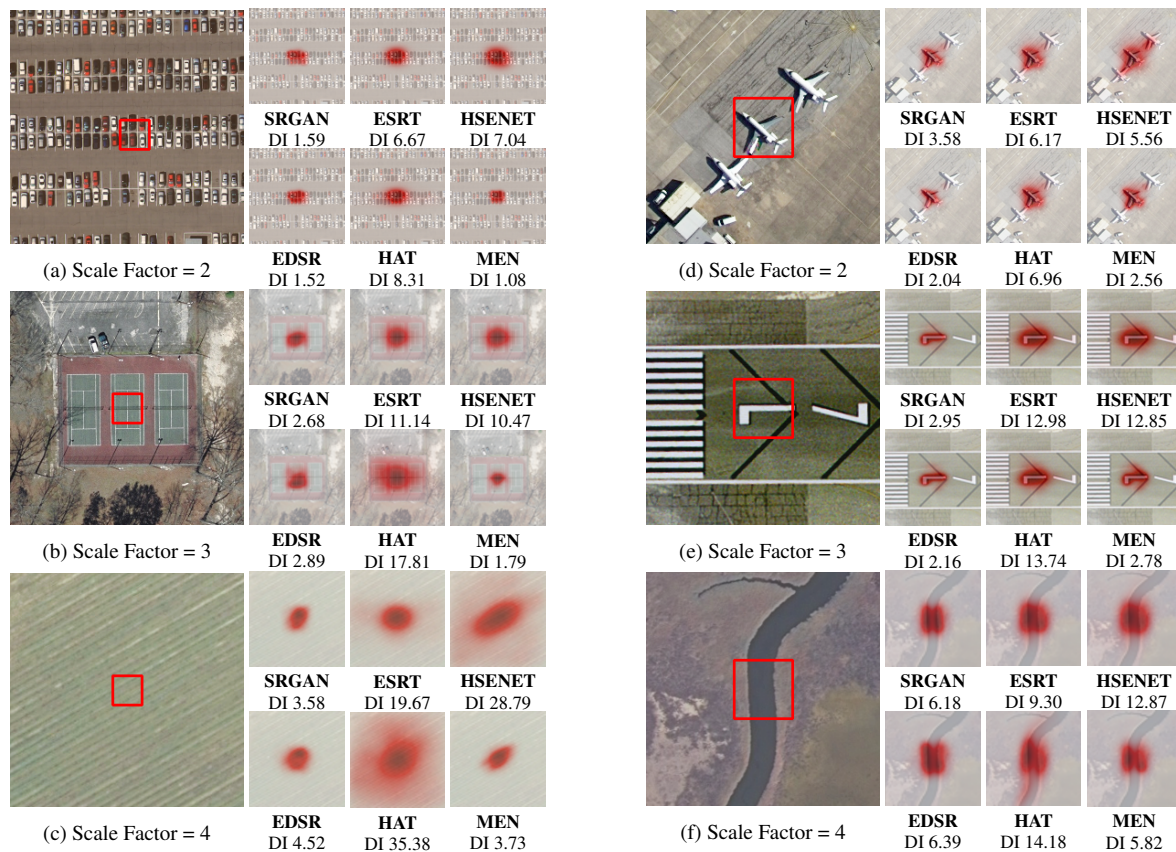 SRGAN ESRT HSENET
DI 1.59 DI 6.67 DI 7.04
(a) Scale Factor = 2
EDSR HAT MEN
DI 1.52 DI 8.31 DI 1.08
SRGAN ESRT HSENET
DI 2.68 DI 11.14 DI 10.47
(b) Scale Factor = 3
EDSR HAT MEN
DI 2.89 DI 17.81 DI 1.79
SRGAN ESRT HSENET
DI 3.58 DI 19.67 DI 28.79
(c) Scale Factor = 4
EDSR HAT MEN
DI 4.52 DI 35.38 DI 3.73
SRGAN ESRT HSENET
DI 3.58 DI 6.17 DI 5.56
(d) Scale Factor = 2
EDSR HAT MEN
DI 2.04 DI 6.96 DI 2.56
SRGAN ESRT HSENET
DI 2.95 DI 12.98 DI 12.85
(e) Scale Factor = 3
EDSR HAT MEN
DI 2.16 DI 13.74 DI 2.78
SRGAN ESRT HSENET
DI 6.18 DI 9.30 DI 12.87
(f) Scale Factor = 4
EDSR HAT MEN
DI 6.39 DI 14.18 DI 5.82